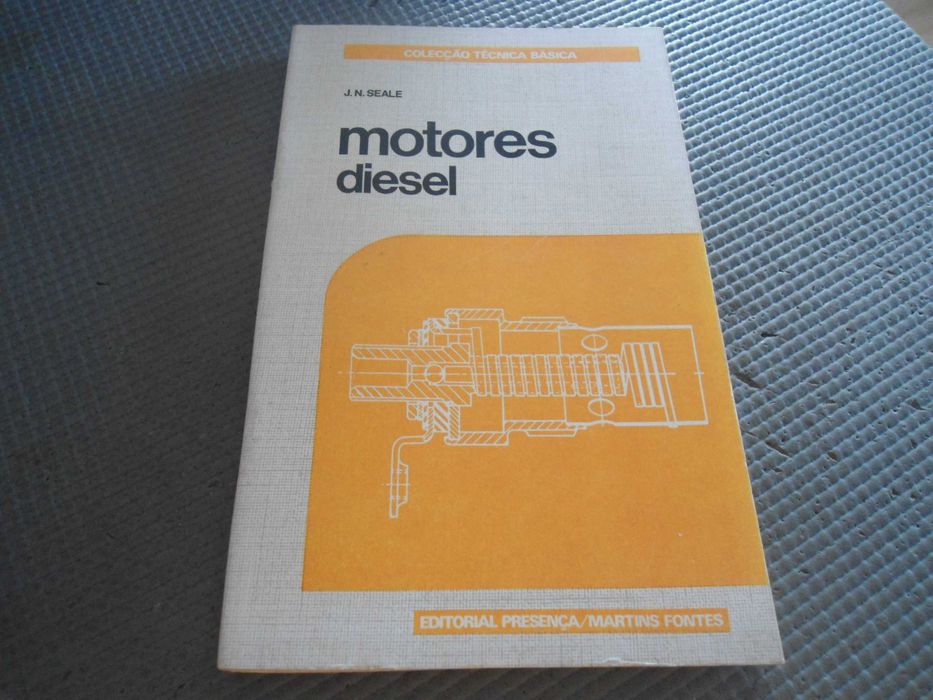 COLECÇÃO TÉCNICA BÁSICA
J. N. SEALE
motores
diesel
EDITORIAL PRESENÇA/MARTINS FONTES